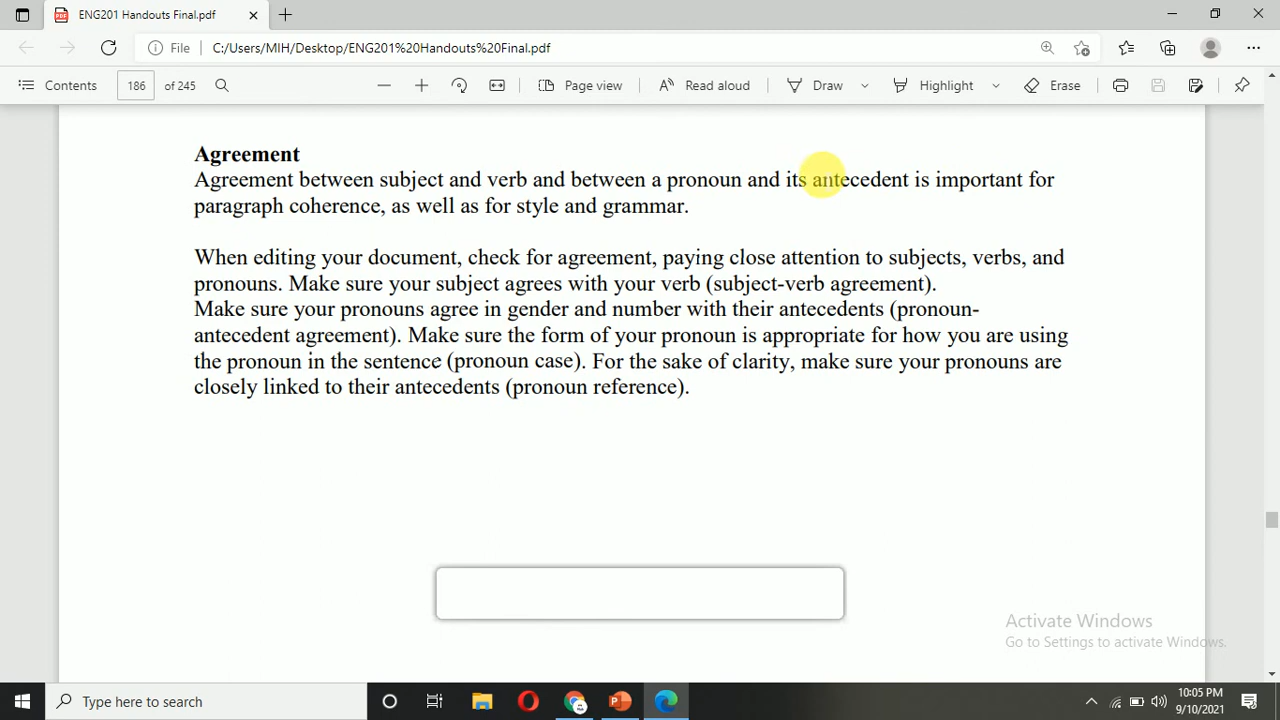 ENG201 Handouts Final.pdf
File C:/Users/MIH/Desktop/ENG201%20Handouts%20Final.pdf
Contents 186 of 245 Page view Read aloud Draw Highlight Erase
Agreement
Agreement between subject and verb and between a pronoun and its antecedent is important for
paragraph coherence, as well as for style and grammar.
When editing your document, check for agreement, paying close attention to subjects, verbs, and
pronouns. Make sure your subject agrees with your verb (subject-verb agreement).
Make sure your pronouns agree in gender and number with their antecedents (pronoun-
antecedent agreement). Make sure the form of your pronoun is appropriate for how you are using
the pronoun in the sentence (pronoun case). For the sake of clarity, make sure your pronouns are
closely linked to their antecedents (pronoun reference).
Activate Windows
Go to Settings to activate Windows.
Type here to search
10:05 PM
9/10/2021